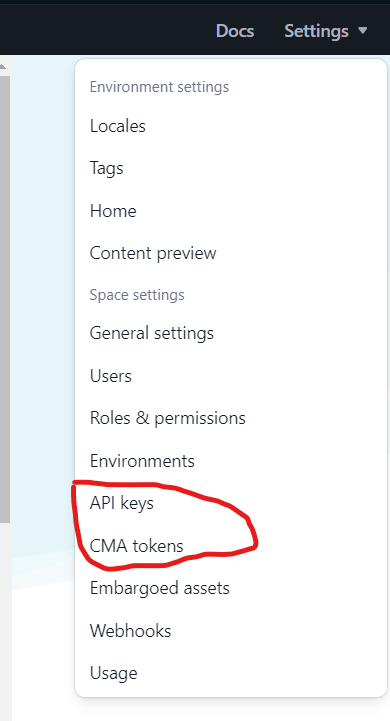 Docs Settings
Environment settings
Locales
Tags
Home
Content preview
Space settings
General settings
Users
Roles & permissions
Environments
API keys
CMA tokens
Embargoed assets
Webhooks
Usage